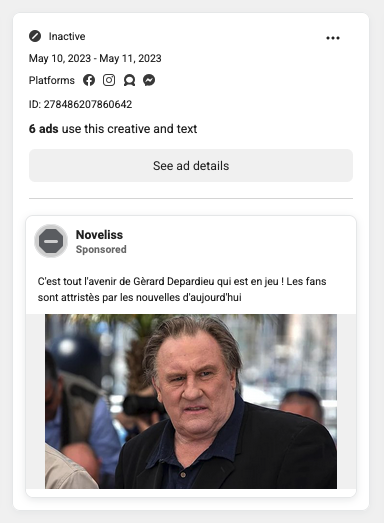 Inactive
May 10, 2023 - May 11, 2023
Platforms
ID: 278486207860642
6 ads use this creative and text
See ad details
Noveliss
Sponsored
C'est tout l'avenir de Gèrard Depardieu qui est en jeu ! Les fans
sont attristès par les nouvelles d'aujourd'hui